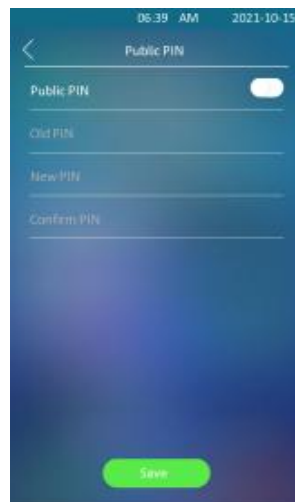 06:39 AM 2021-10-15
Public PIN
Public PIN
Old PIN
New PIN
Confirm PIN
Save